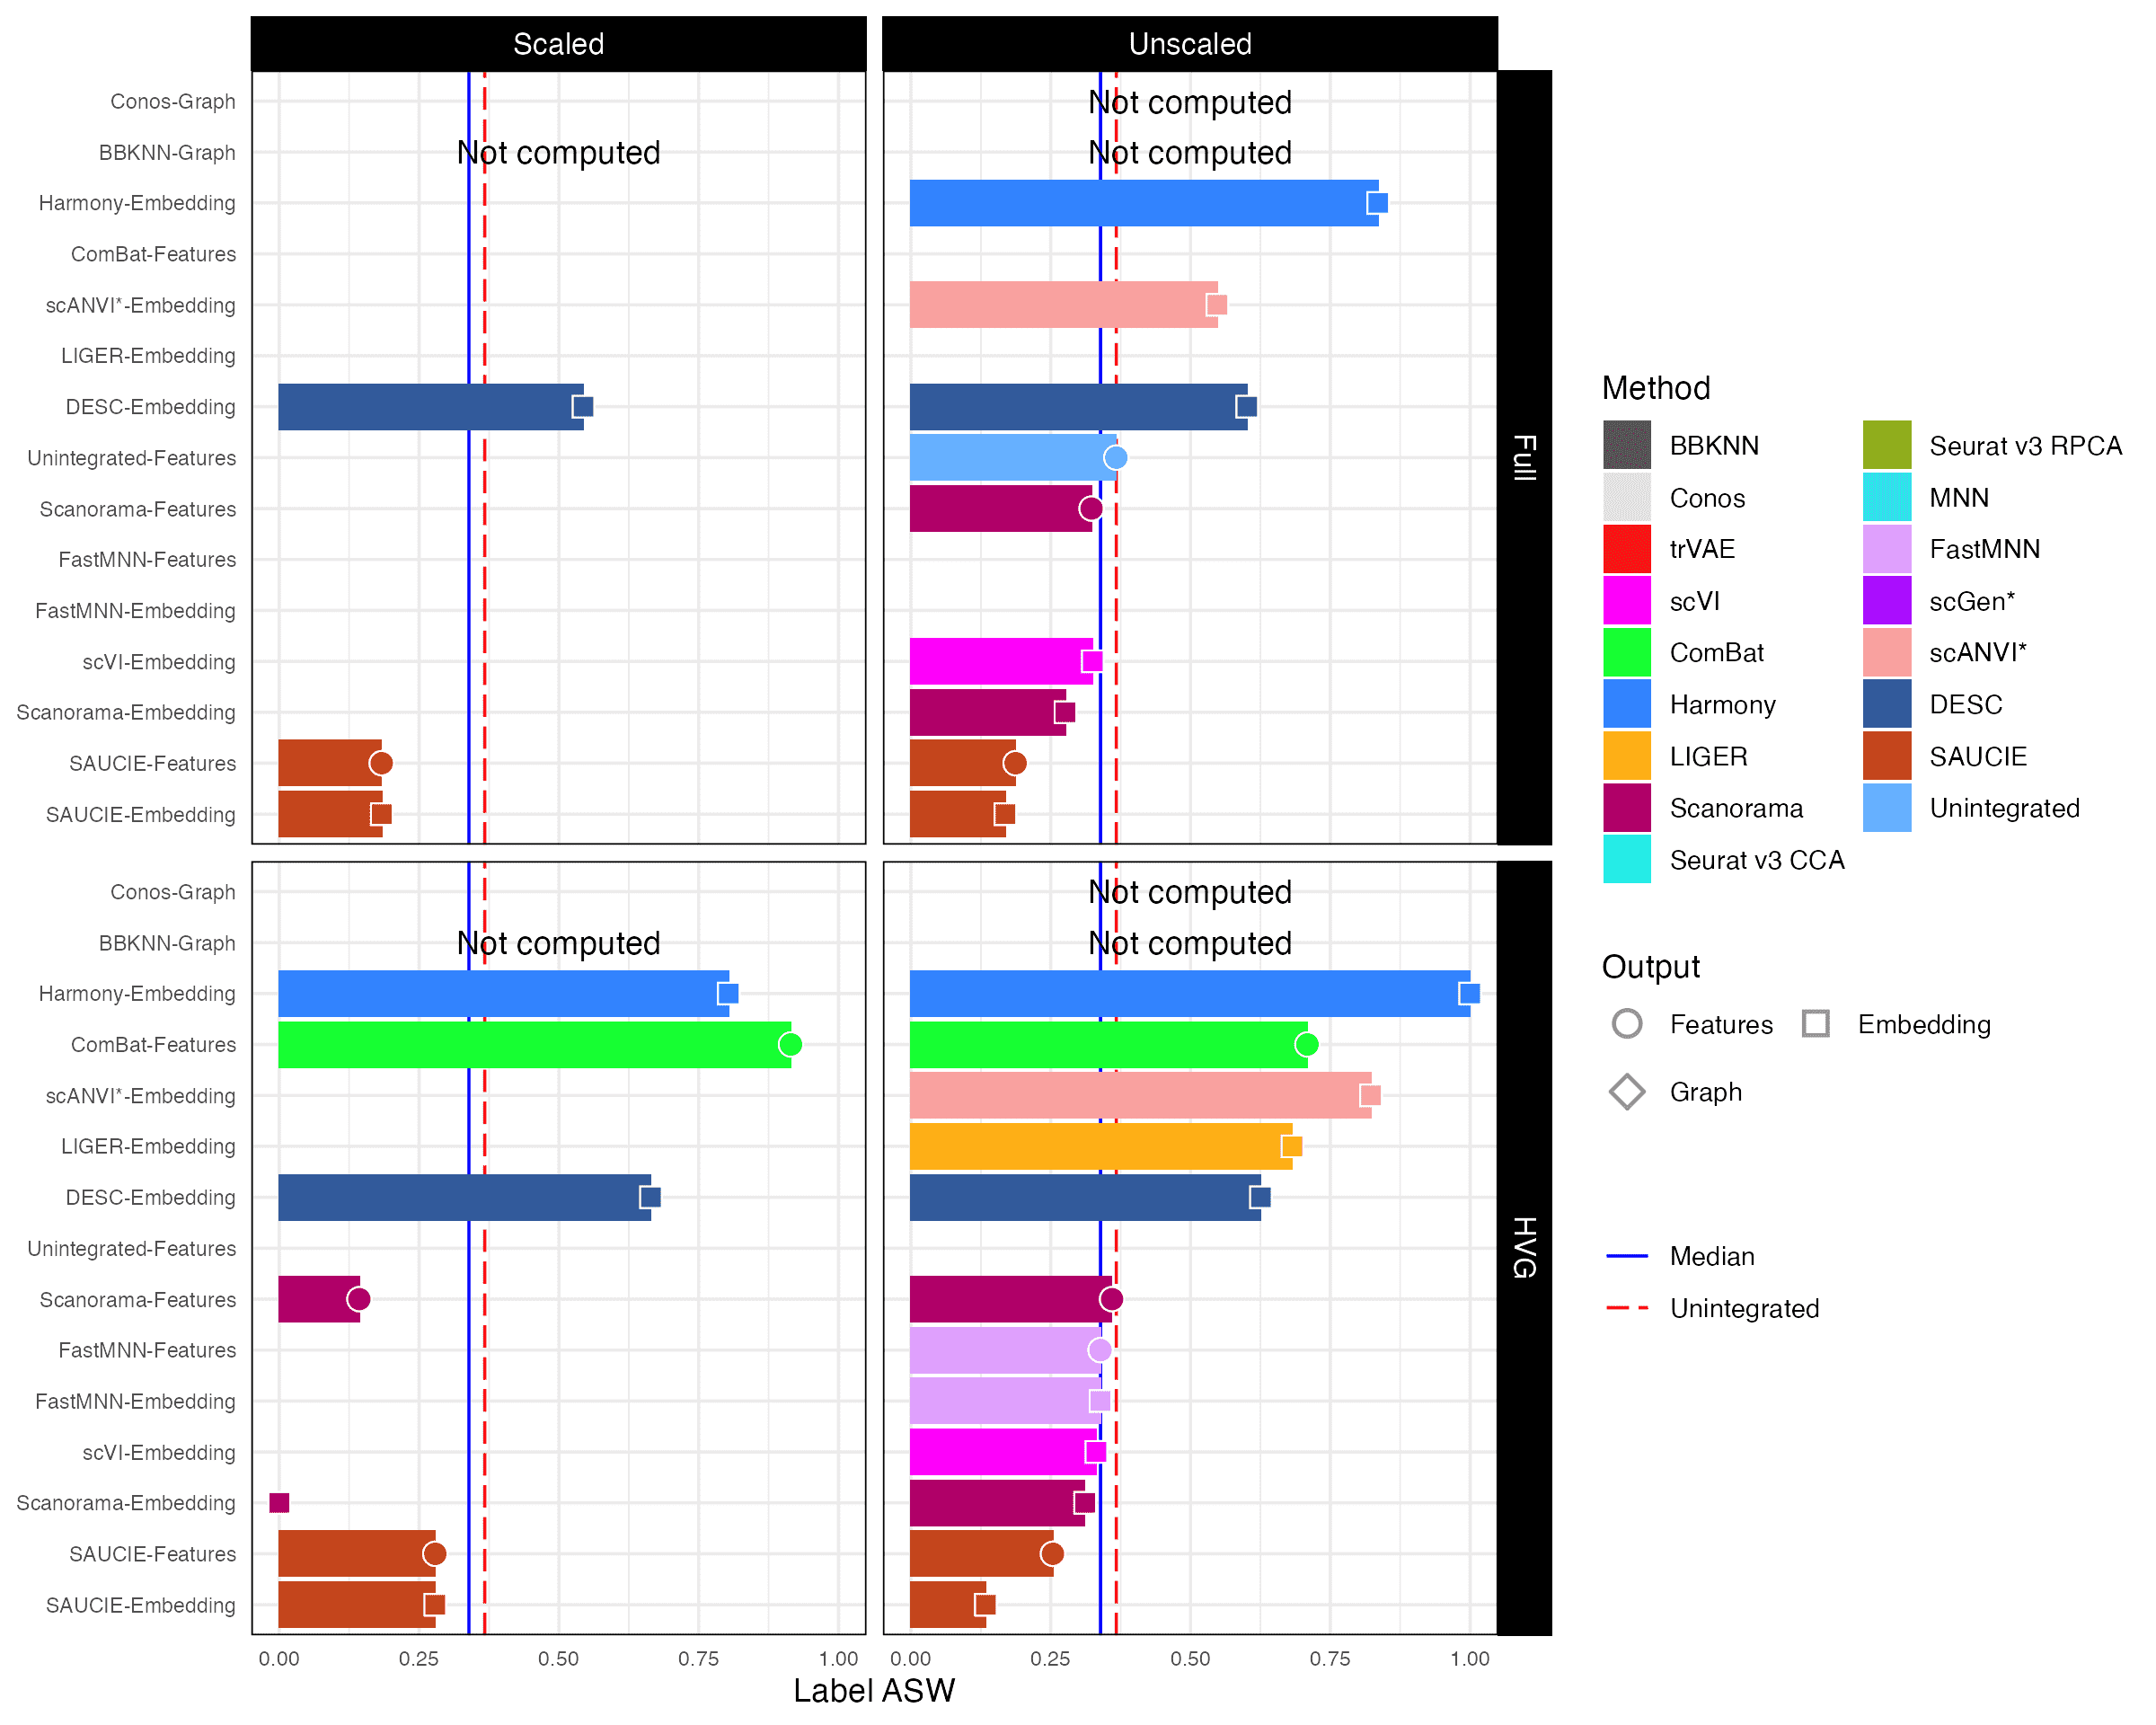 Scaled
Unscaled
Conos-Graph
Not computed
BBKNN-Graph
Not computed
Not computed
Harmony-Embedding
ComBat-Features
scANVI*-Embedding
LIGER-Embedding
DESC-Embedding
Unintegrated-Features
Scanorama-Features
FastMNN-Features
FastMNN-Embedding
scVI-Embedding
Scanorama-Embedding
SAUCIE-Features
SAUCIE-Embedding
Full
Conos-Graph
Not computed
BBKNN-Graph
Not computed
Not computed
Harmony-Embedding
ComBat-Features
scANVI*-Embedding
LIGER-Embedding
DESC-Embedding
Unintegrated-Features
Scanorama-Features
FastMNN-Features
FastMNN-Embedding
scVI-Embedding
Scanorama-Embedding
SAUCIE-Features
SAUCIE-Embedding
HVG
0.00 0.25 0.50 0.75 1.00
0.00 0.25 0.50 0.75 1.00
Label ASW
Method
BBKNN
Conos
trVAE
scVI
ComBat
Harmony
LIGER
Scanorama
Seurat v3 CCA
Seurat v3 RPCA
MNN
FastMNN
scGen*
scANVI*
DESC
SAUCIE
Unintegrated
Output
Features
Embedding
Graph
Median
Unintegrated